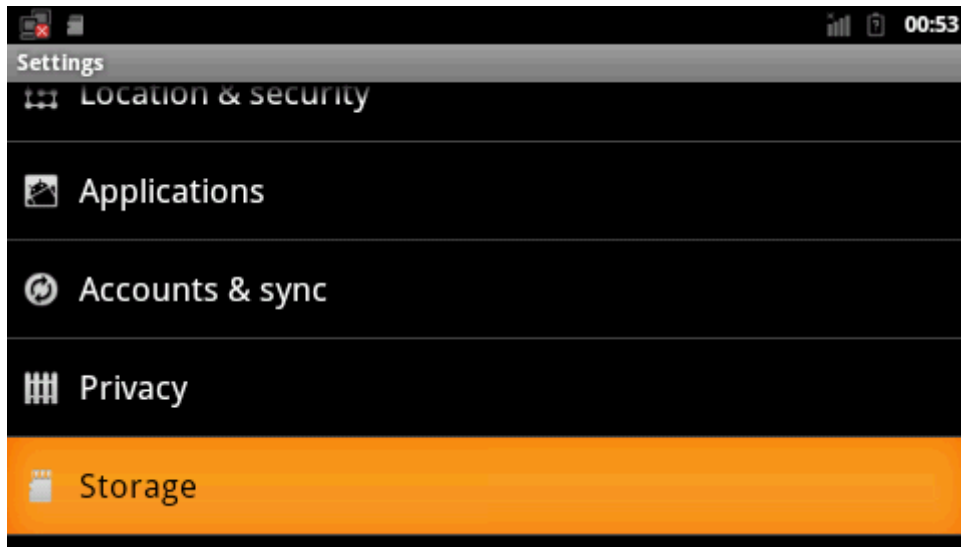 00:53
Settings
Location & security
Applications
Accounts & sync
Privacy
Storage